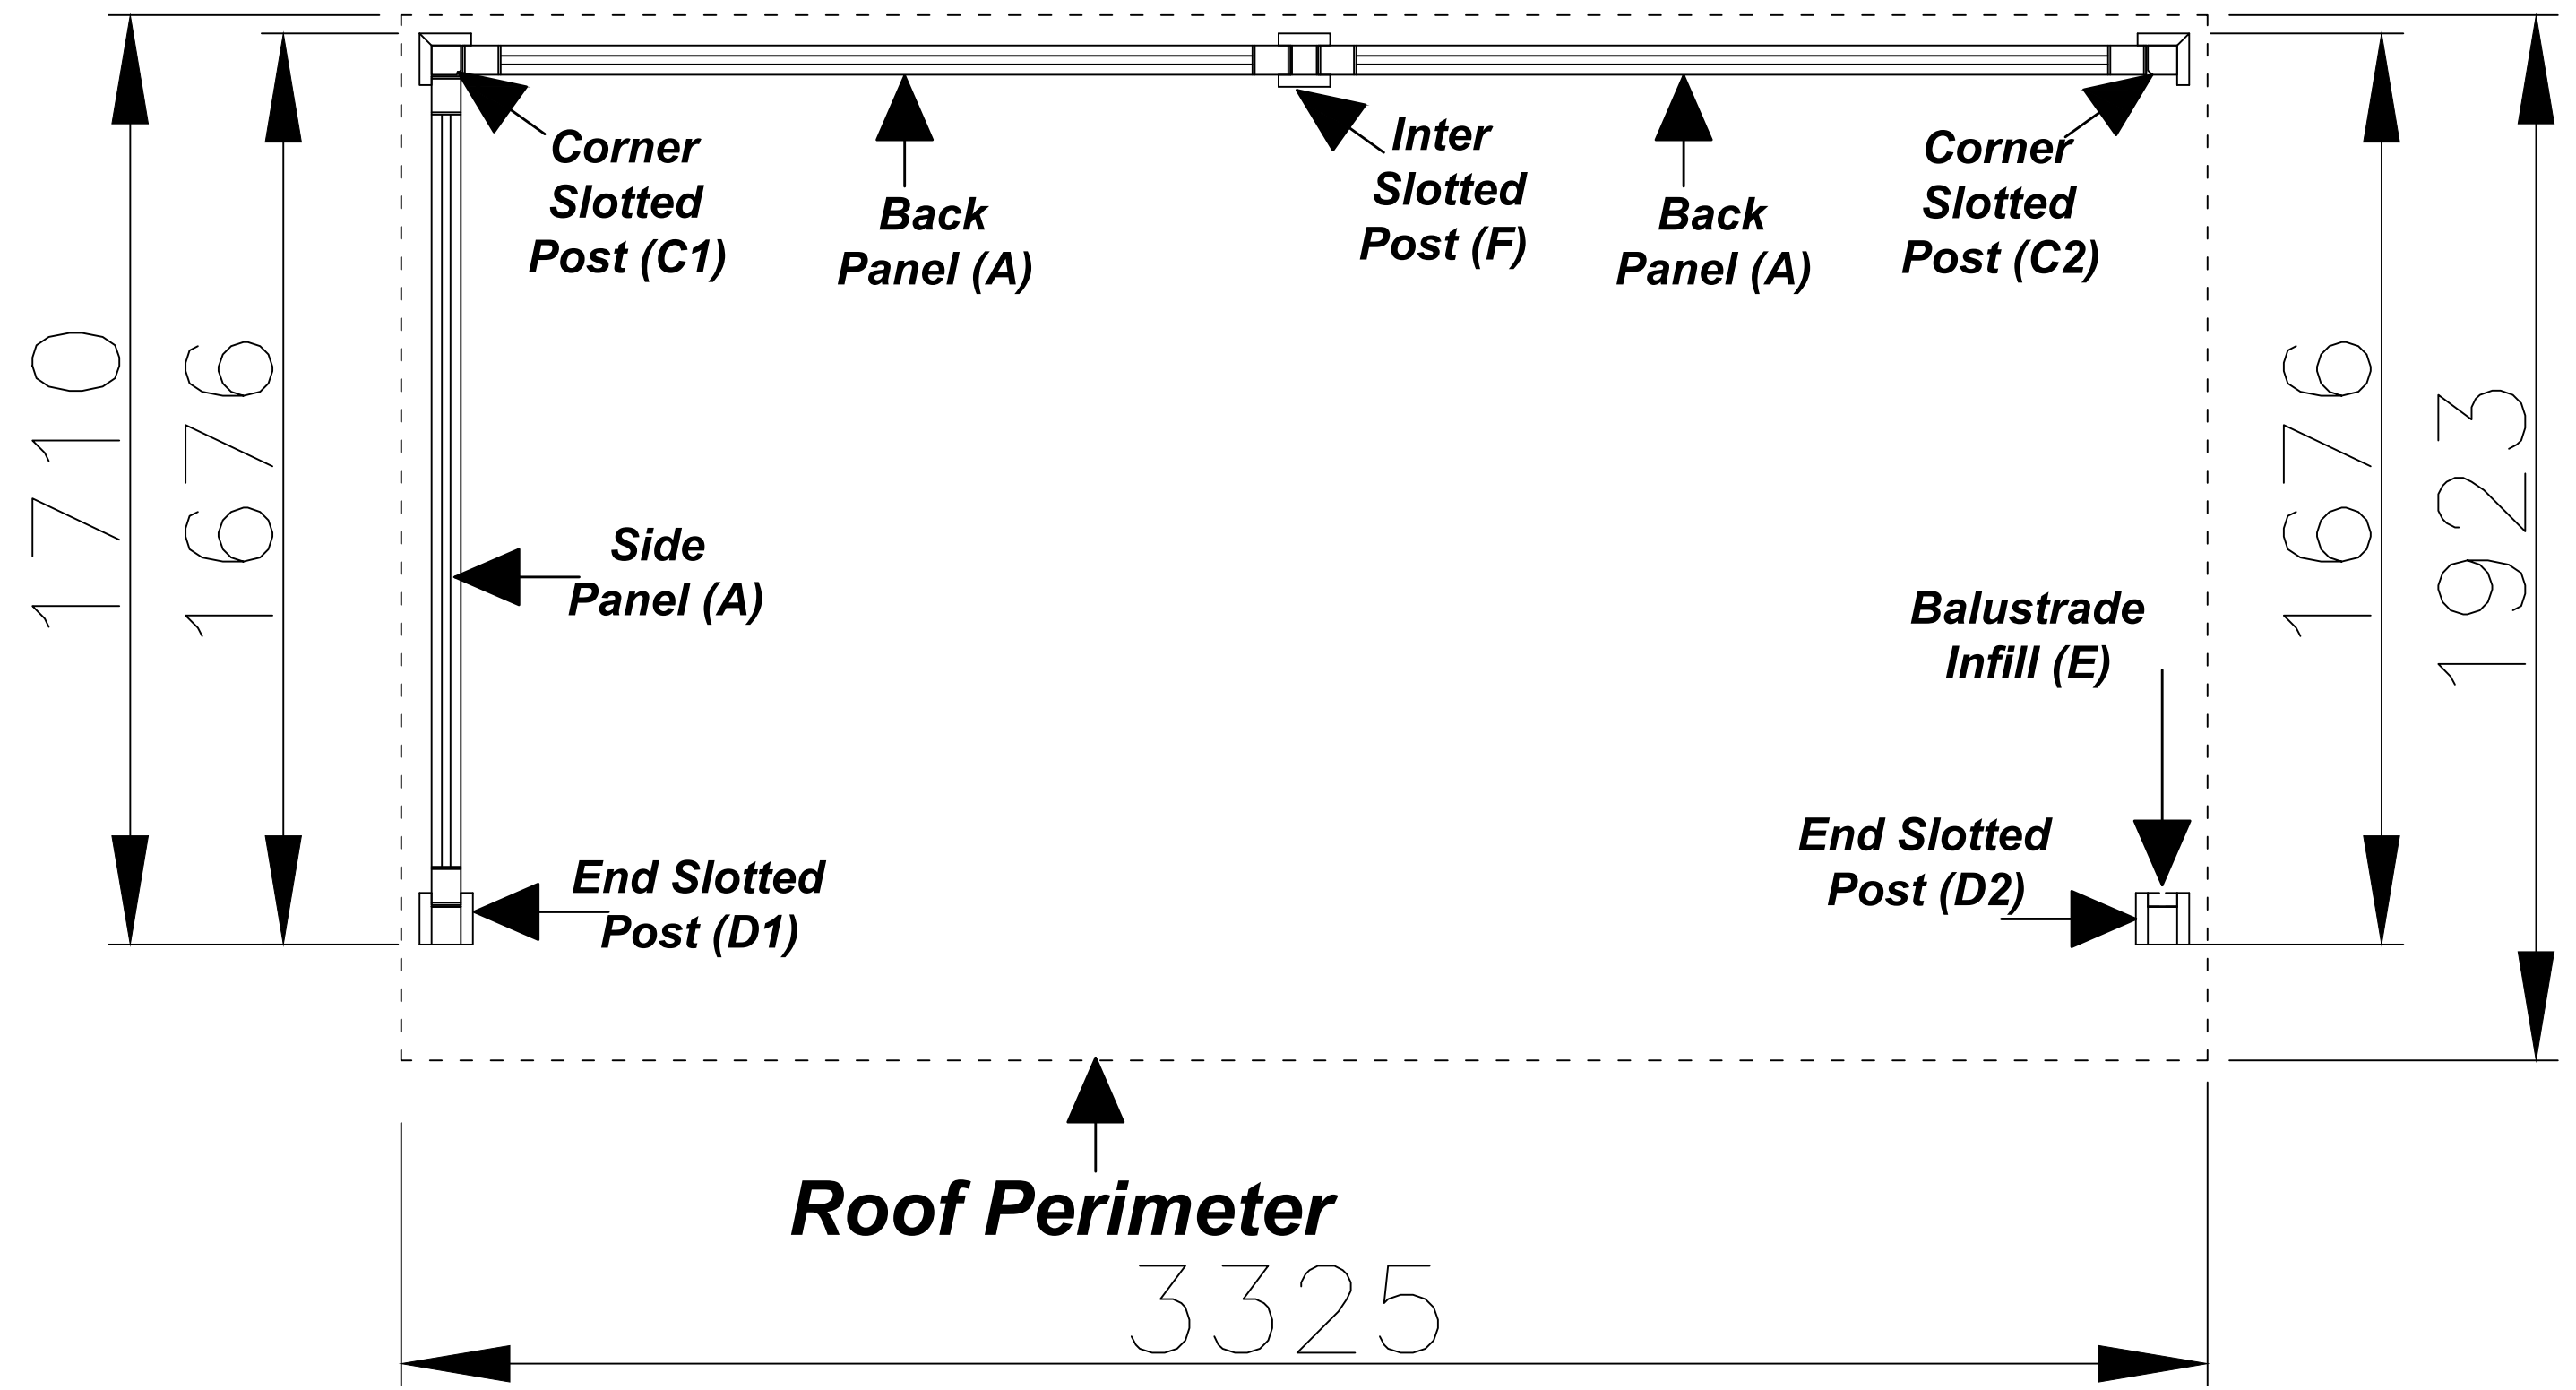 Corner
Slotted
Post (C1)
Back
Panel (A)
Inter
Slotted
Post (F)
Back
Panel (A)
Corner
Slotted
Post (C2)
1710
1676
1676
1923
Side
Panel (A)
Balustrade
Infill (E)
End Slotted
Post (D1)
End Slotted
Post (D2)
Roof Perimeter
3325